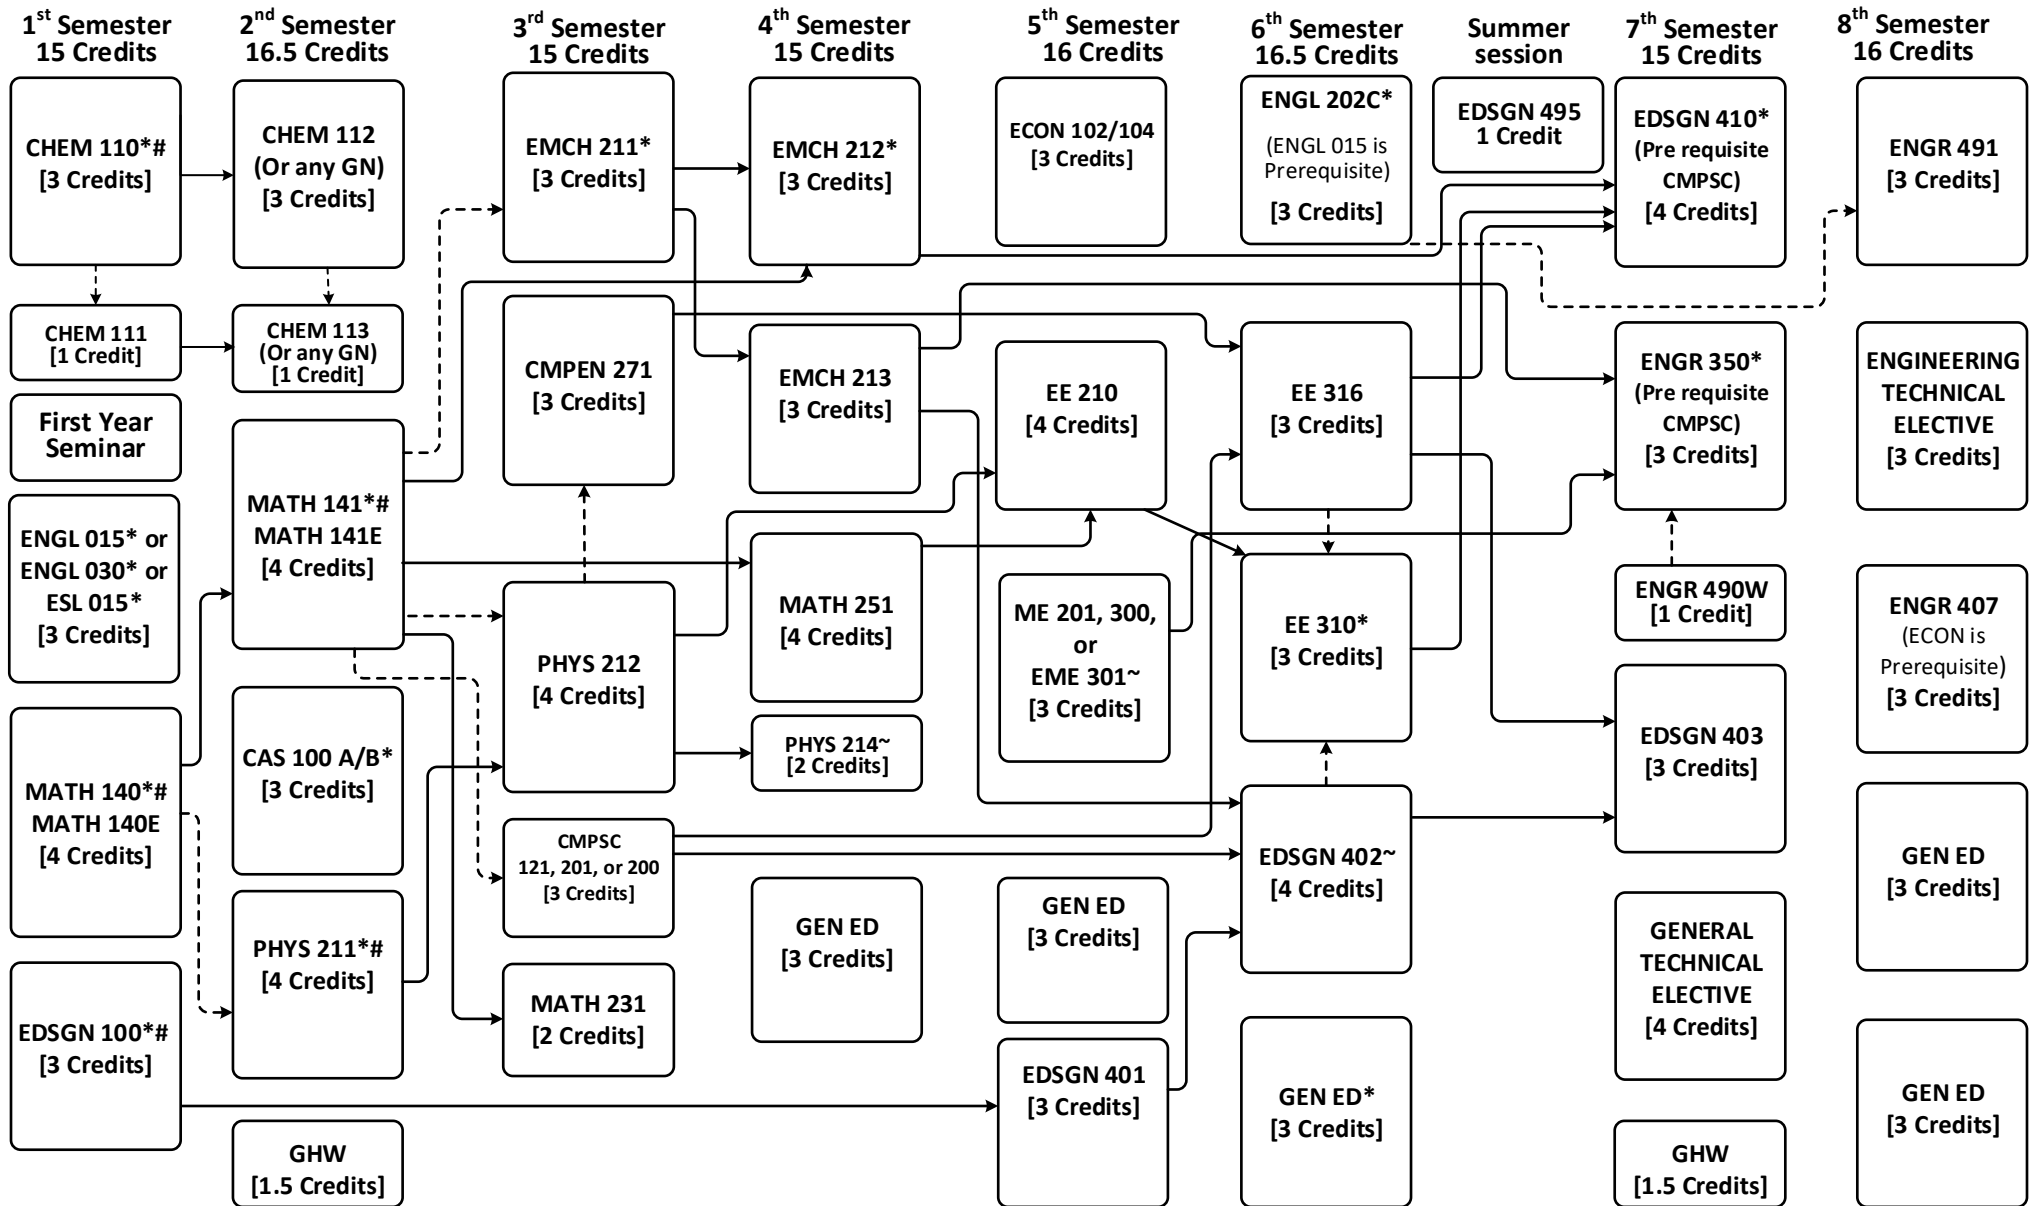 1st Semester
15 Credits
2nd Semester
16.5 Credits
3rd Semester
15 Credits
4th Semester
15 Credits
5th Semester
16 Credits
6th Semester
16.5 Credits
Summer
session
7th Semester
15 Credits
8th Semester
16 Credits
CHEM 110*#
[3 Credits]
CHEM 111
[1 Credit]
First Year
Seminar
ENGL 015* or
ENGL 030* or
ESL 015*
[3 Credits]
MATH 140*#
MATH 140E
[4 Credits]
EDSGN 100*#
[3 Credits]
CHEM 112
(Or any GN)
[3 Credits]
CHEM 113
(Or any GN)
[1 Credit]
MATH 141*#
MATH 141E
[4 Credits]
CAS 100 A/B*
[3 Credits]
PHYS 211*#
[4 Credits]
GHW
[1.5 Credits]
EMCH 211*
[3 Credits]
CMPEN 271
[3 Credits]
PHYS 212
[4 Credits]
CMPSC
121, 201, or 200
[3 Credits]
MATH 231
[2 Credits]
EMCH 212*
[3 Credits]
EMCH 213
[3 Credits]
MATH 251
[4 Credits]
PHYS 214~
[2 Credits]
GEN ED
[3 Credits]
ECON 102/104
[3 Credits]
EE 210
[4 Credits]
ME 201, 300,
or
EME 301~
[3 Credits]
GEN ED
[3 Credits]
EDSGN 401
[3 Credits]
ENGL 202C*
(ENGL 015 is
Prerequisite)
[3 Credits]
EE 316
[3 Credits]
EE 310*
[3 Credits]
EDSGN 402~
[4 Credits]
GEN ED*
[3 Credits]
EDSGN 495
1 Credit
EDSGN 410*
(Pre requisite
CMPSC)
[4 Credits]
ENGR 350*
(Pre requisite
CMPSC)
[3 Credits]
ENGR 490W
[1 Credit]
EDSGN 403
[3 Credits]
GENERAL
TECHNICAL
ELECTIVE
[4 Credits]
GHW
[1.5 Credits]
ENGR 491
[3 Credits]
ENGINEERING
TECHNICAL
ELECTIVE
[3 Credits]
ENGR 407
(ECON is
Prerequisite)
[3 Credits]
GEN ED
[3 Credits]
GEN ED
[3 Credits]